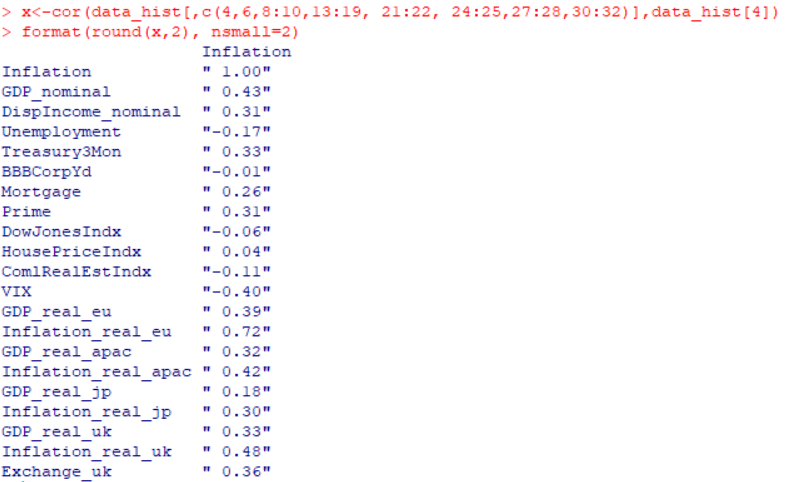 > x<-cor(data_hist[,c(4,6,8:10,13:19, 21:22, 24:25,27:28,30:32)],data_hist[4])
> format(round(x,2), nsmall=2)
                   Inflation
Inflation          " 1.00"
GDP_nominal        " 0.43"
DispIncome_nominal " 0.31"
Unemployment       "-0.17"
Treasury3Mon       " 0.33"
BBBCorpYd          "-0.01"
Mortgage           " 0.26"
Prime              " 0.31"
DowJonesIndx       "-0.06"
HousePriceIndx     " 0.04"
ComlRealEstIndx    "-0.11"
VIX                "-0.40"
GDP_real_eu        " 0.39"
Inflation_real_eu  " 0.72"
GDP_real_apac      " 0.32"
Inflation_real_apac " 0.42"
GDP_real_jp        " 0.18"
Inflation_real_jp  " 0.30"
GDP_real_uk        " 0.33"
Inflation_real_uk  " 0.48"
Exchange_uk        " 0.36"